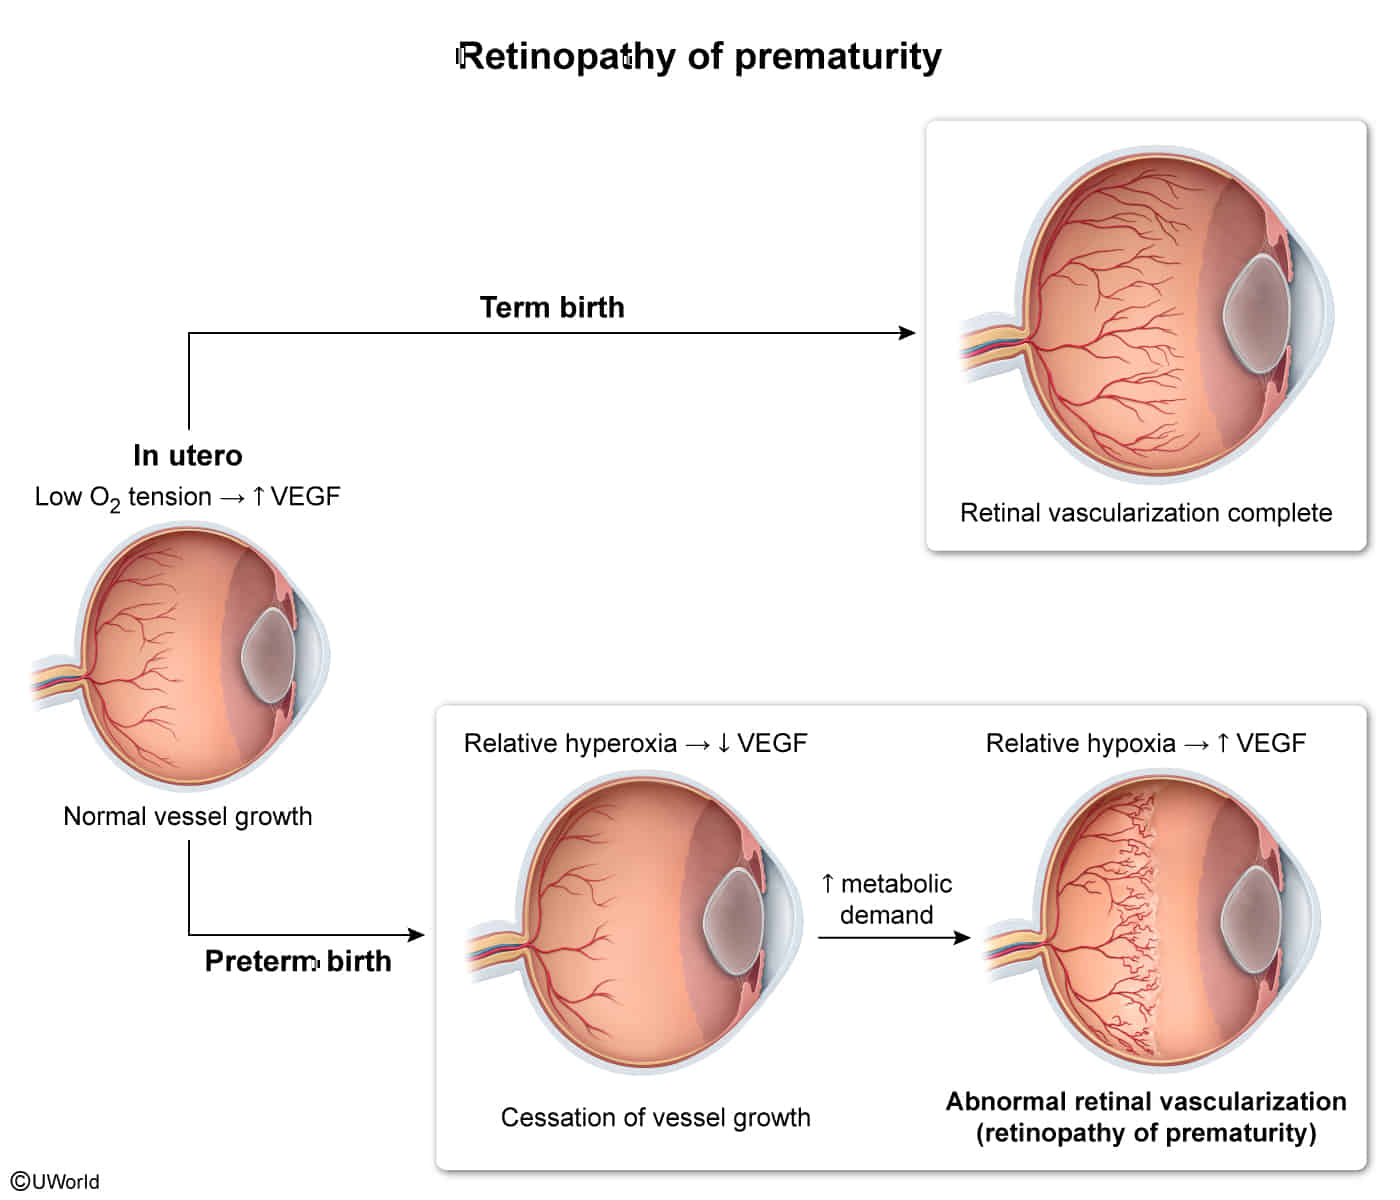 Retinopathy of prematurity
Term birth
Retinal vascularization complete
In utero
Low O₂ tension → ↑ VEGF
Normal vessel growth
Preterm birth
Relative hyperoxia → ↓ VEGF
Cessation of vessel growth
↑ metabolic
demand
Relative hypoxia → ↑ VEGF
Abnormal retinal vascularization
(retinopathy of prematurity)
©UWorld